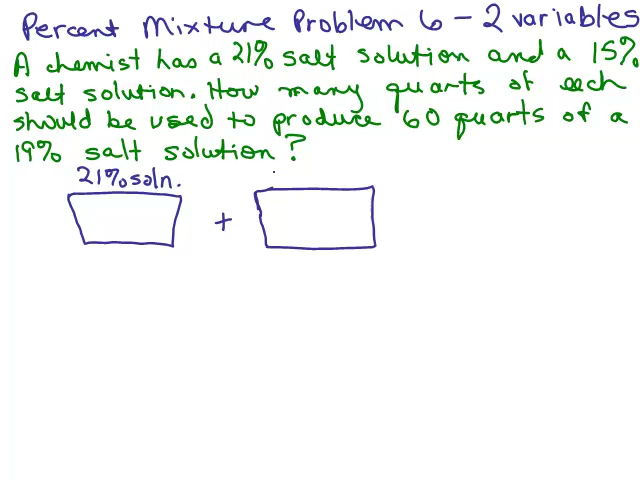 Percent Mixture Problem 6 - 2 variables
A chemist has a 21% salt solution and a 15%
salt solution. How many quarts of each
should be used to produce 60 quarts of a
19% salt solution?
21% soln.
+